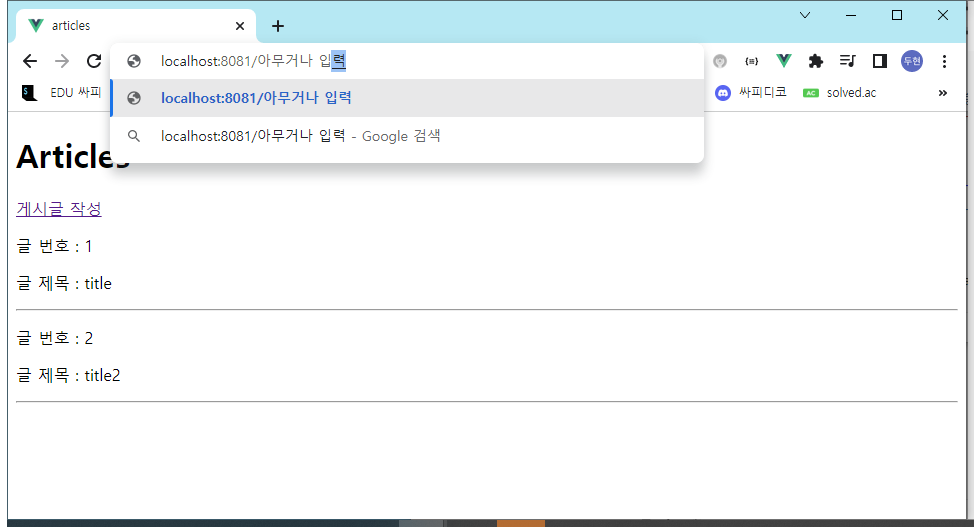 articles
localhost:8081/아무거나 입력
두현
EDU 싸피
localhost:8081/아무거나 입력
싸피디코
AC
solved.ac
localhost:8081/아무거나 입력 - Google 검색
Articles
게시글 작성
글 번호 : 1
글 제목 : title
글 번호 : 2
글 제목 : title2